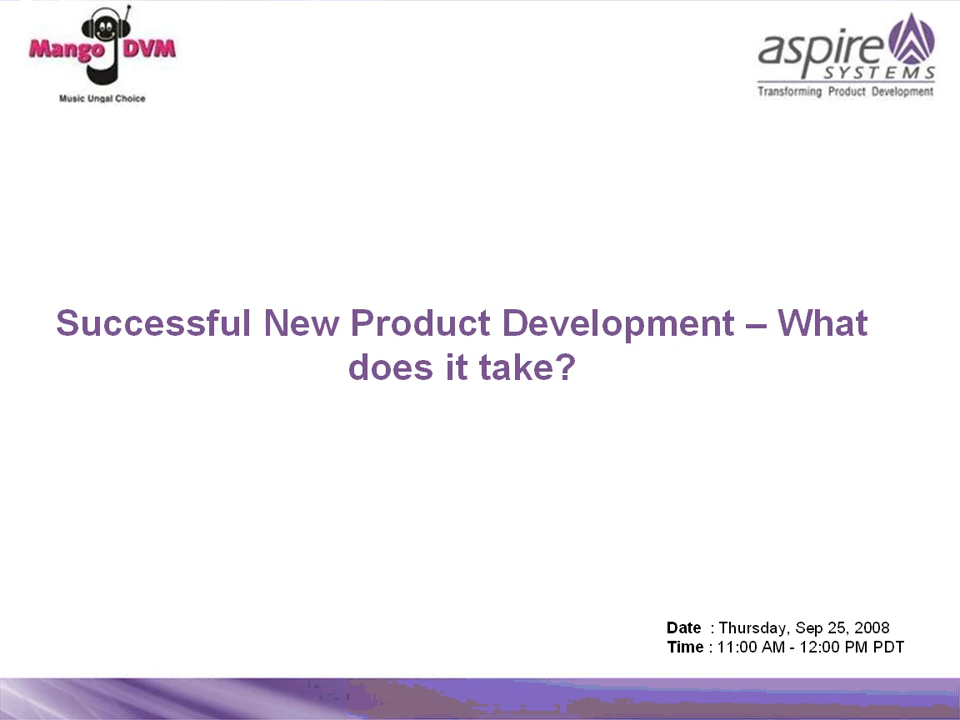 Mango DVM
Music Ungal Choice
aspire
SYSTEMS
Transforming Product Development
Successful New Product Development – What
does it take?
Date : Thursday, Sep 25, 2008
Time : 11:00 AM - 12:00 PM PDT